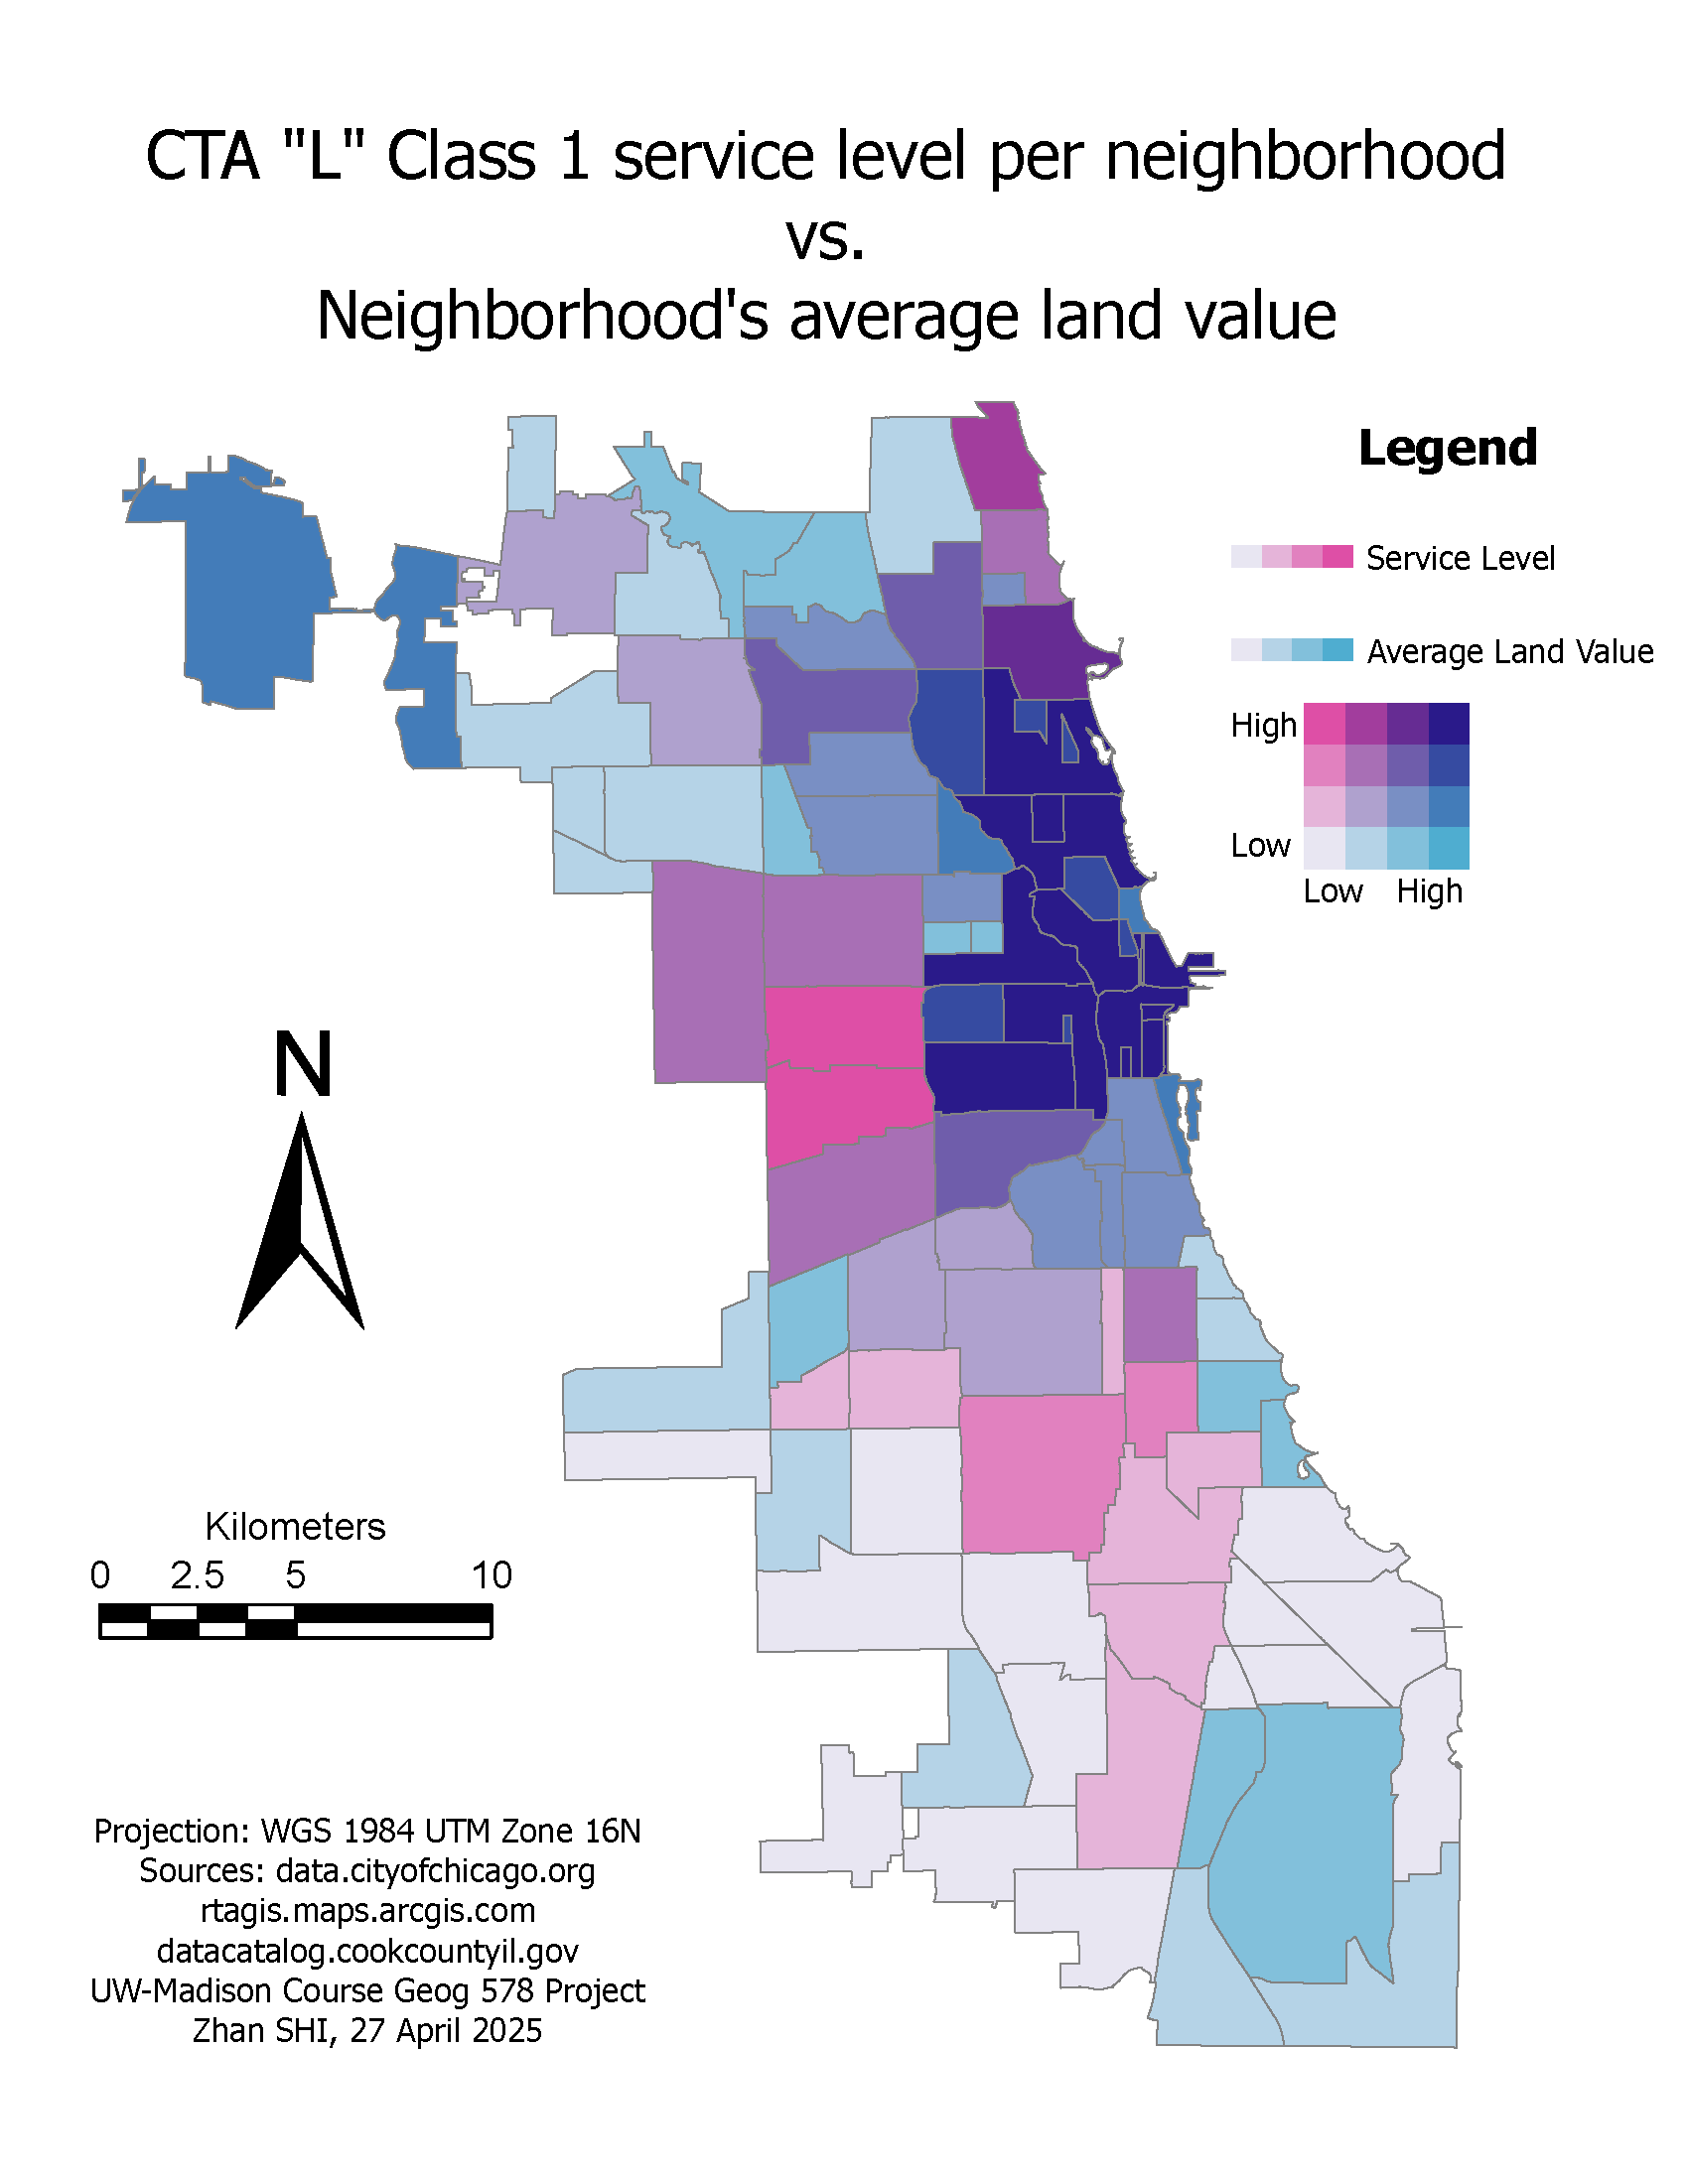 CTA "L" Class 1 service level per neighborhood
vs.
Neighborhood's average land value
Legend
Service Level
Average Land Value
High
Low
Low High
N
Kilometers
0 2.5 5 10
Projection: WGS 1984 UTM Zone 16N
Sources: data.cityofchicago.org
rtagis.maps.arcgis.com
datacatalog.cookcountyil.gov
UW-Madison Course Geog 578 Project
Zhan SHI, 27 April 2025